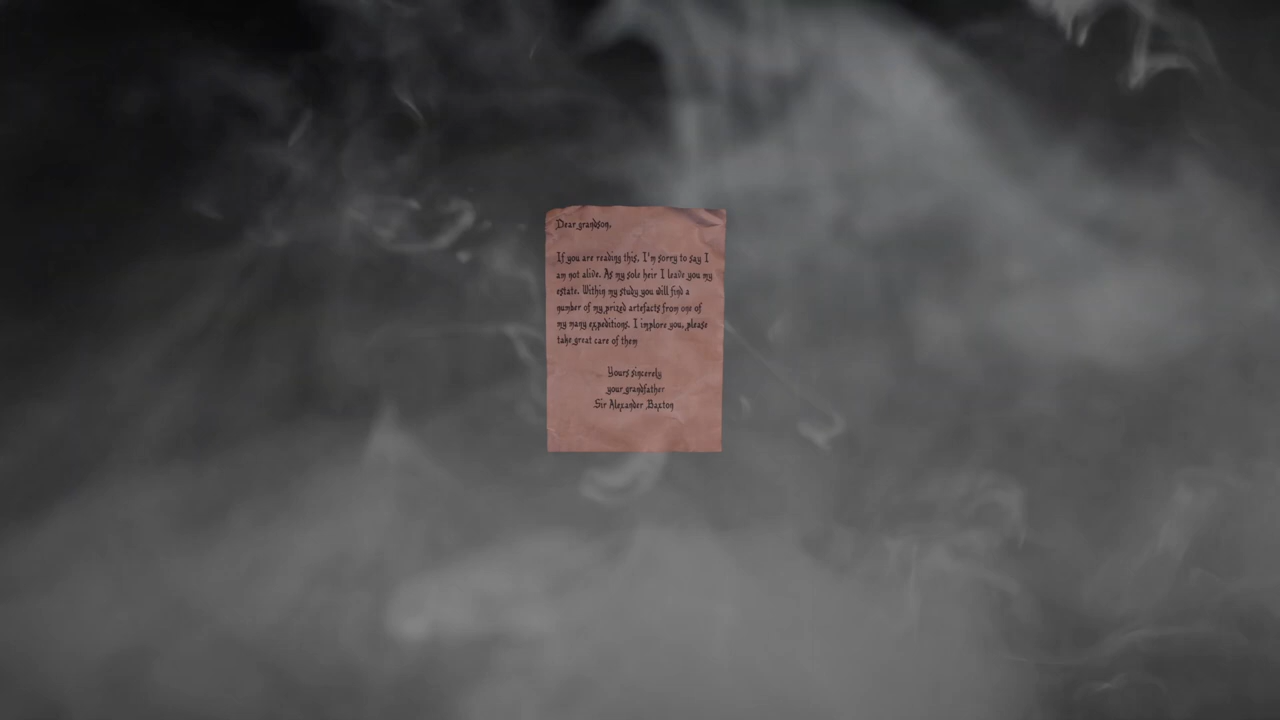 Dear grandson,
If you are reading this, I'm sorry to say I
am not alive. As my sole heir I leave you my
estate. Within my study you will find a
number of my prized artefacts from one of
my many expeditions. I implore you, please
take great care of them
Yours sincerely
your grandfather
Sir Alexander Baxton